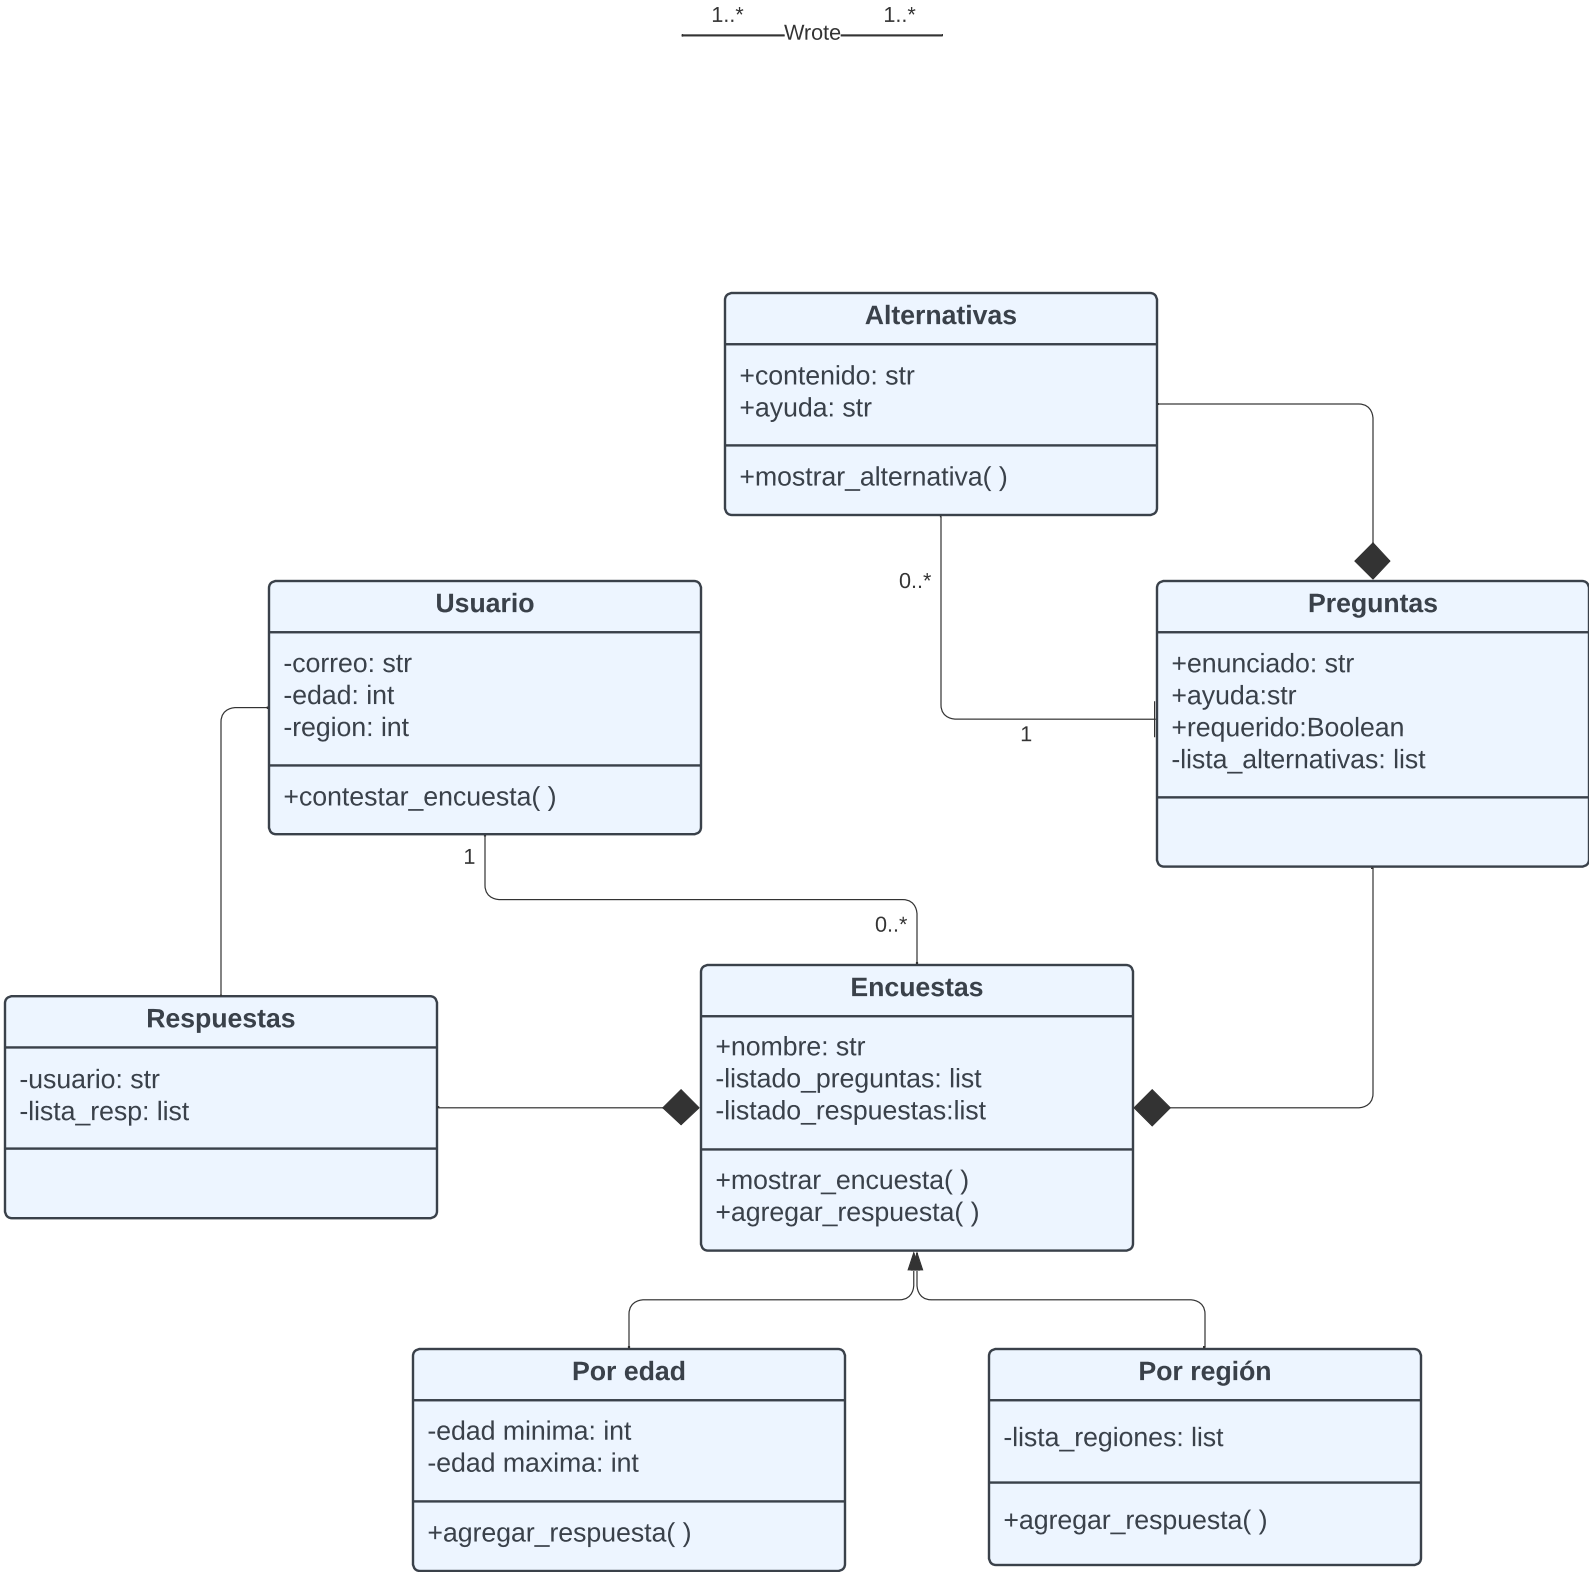 1..* Wrote 1..*
Alternativas
+contenido: str
+ayuda: str
+mostrar_alternativa( )
0..*
1
Usuario
-correo: str
-edad: int
-region: int
+contestar_encuesta( )
1
0..*
Preguntas
+enunciado: str
+ayuda:str
+requerido:Boolean
-lista_alternativas: list
Respuestas
-usuario: str
-lista_resp: list
Encuestas
+nombre: str
-listado_preguntas: list
-listado_respuestas:list
+mostrar_encuesta( )
+agregar_respuesta( )
Por edad
-edad minima: int
-edad maxima: int
+agregar_respuesta( )
Por región
-lista_regiones: list
+agregar_respuesta( )